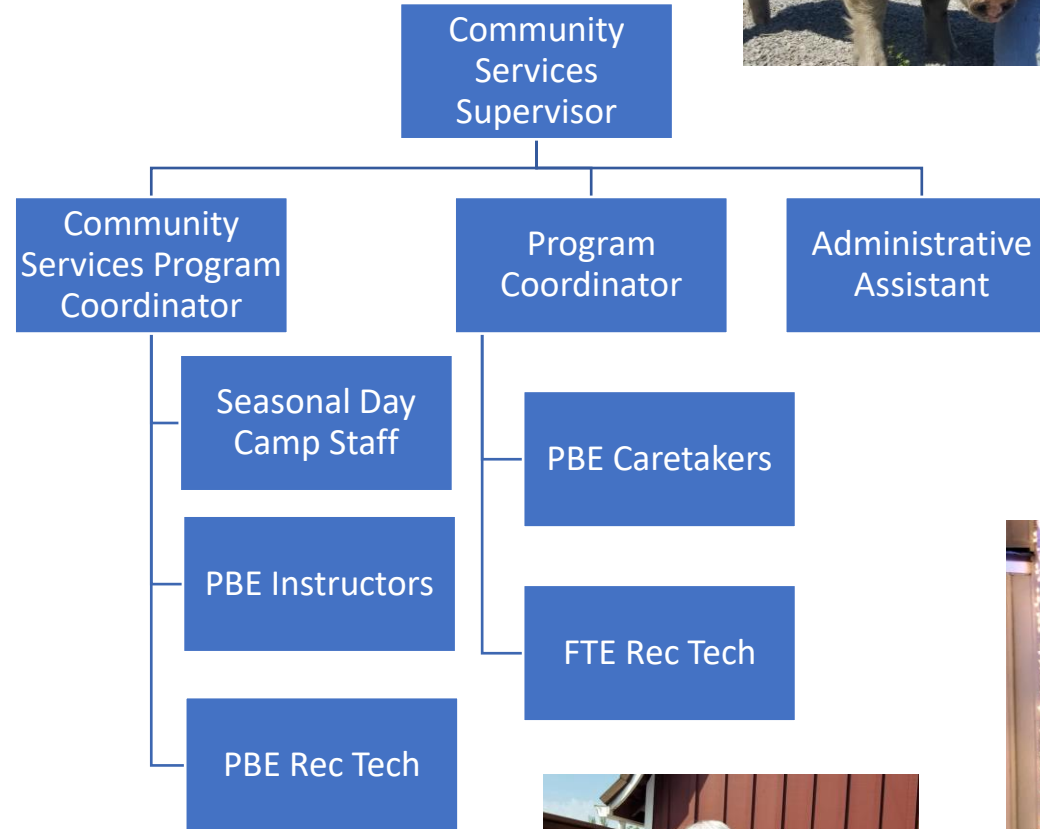 Community
Services
Supervisor
Community
Services Program
Coordinator
Program
Coordinator
Administrative
Assistant
Seasonal Day
Camp Staff
PBE Instructors
PBE Rec Tech
PBE Caretakers
FTE Rec Tech